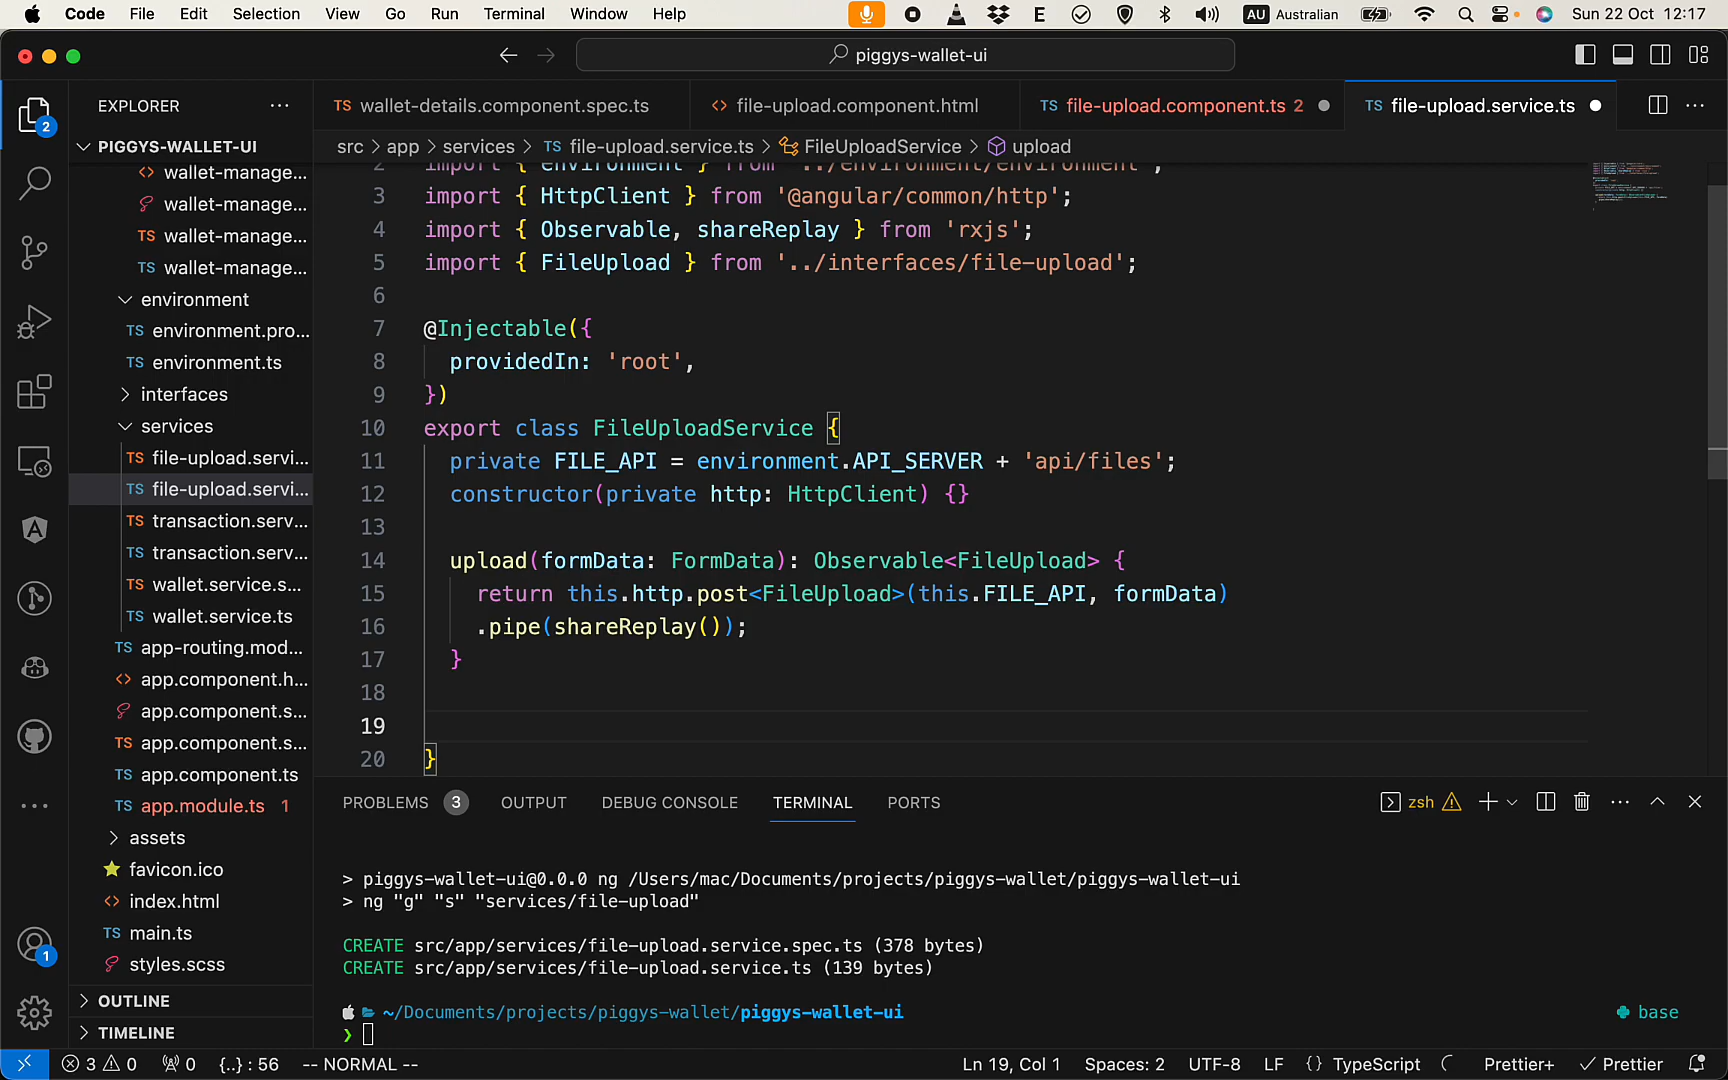 Code File Edit Selection View Go Run Terminal Window Help E AU Australian Sun 22 Oct 12:17
piggys-wallet-ui
EXPLORER
wallet-details.component.spec.ts
file-upload.component.html
file-upload.component.ts 2
file-upload.service.ts
PIGGYS-WALLET-UI
wallet-manage...
wallet-manage...
wallet-manage...
wallet-manage...
environment
environment.pro...
environment.ts
interfaces
services
file-upload.servi...
file-upload.servi...
transaction.serv...
transaction.serv...
wallet.service.s...
wallet.service.ts
app-routing.mod...
app.component.h...
app.component.s...
app.component.s...
app.component.ts
app.module.ts 1
assets
favicon.ico
index.html
main.ts
styles.scss
OUTLINE
TIMELINE
2
1
src > app > services > TS file-upload.service.ts > FileUploadService > upload
2 import { environment } from '../environment/environment';
3 import { HttpClient } from '@angular/common/http';
4 import { Observable, shareReplay } from 'rxjs';
5 import { FileUpload } from '../interfaces/file-upload';
6
7 @Injectable({
8 providedIn: 'root',
9 })
10 export class FileUploadService {
11 private FILE_API = environment.API_SERVER + 'api/files';
12 constructor(private http: HttpClient) {}
13
14 upload(formData: FormData): Observable<FileUpload> {
15 return this.http.post<FileUpload>(this.FILE_API, formData)
16 .pipe(shareReplay());
17 }
18
19
20 }
PROBLEMS 3 OUTPUT DEBUG CONSOLE TERMINAL PORTS zsh
> piggys-wallet-ui@0.0.0 ng /Users/mac/Documents/projects/piggys-wallet/piggys-wallet-ui
> ng "g" "s" "services/file-upload"
CREATE src/app/services/file-upload.service.spec.ts (378 bytes)
CREATE src/app/services/file-upload.service.ts (139 bytes)
~/Documents/projects/piggys-wallet/piggys-wallet-ui base
❯
3 0 0 {..} : 56 -- NORMAL -- Ln 19, Col 1 Spaces: 2 UTF-8 LF {} TypeScript Prettier+ Prettier